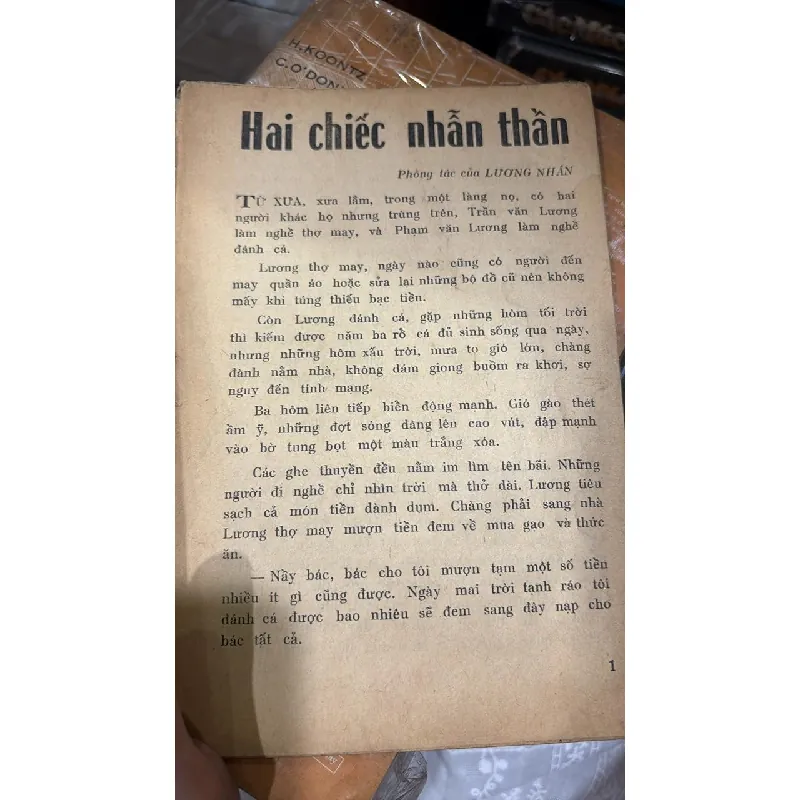 H. KOONTZ
C. O'DON
Hai chiếc nhẫn thần
Phóng tác của LƯƠNG NHÂN
TỪ XƯA, xưa lắm, trong một làng nọ, có hai
người khác họ nhưng trùng trên, Trần văn Lương
làm nghề thợ may, và Phạm văn Lương làm nghề
đánh cá.
Lương thợ may, ngày nào cũng có người đến
may quần áo hoặc sửa lại những bộ đồ cũ nên không
mấy khi túng thiếu bạc tiền.
Còn Lương đánh cá, gặp những hôm tối trời
thì kiếm được năm ba rổ cá đủ sinh sống qua ngày,
nhưng những hôm xấu trời, mưa to gió lớn, chàng
đành nằm nhà, không dám giong buồm ra khơi, sợ
nguy đến tính mạng.
Ba hôm liên tiếp biển động mạnh. Gió gào thét
ầm ỹ, những đợt sóng dâng lên cao vút, đập mạnh
vào bờ tung bọt một màu trắng xóa.
Các ghe thuyền đều nằm im lìm tên bãi. Những
người đi nghề chỉ nhìn trời mà thở dài. Lương tiêu
sạch cả món tiền dành dụm. Chàng phải sang nhà
Lương thợ may mượn tiền đem về mua gạo và thức
ăn.
— Nầy bác, bác cho tôi mượn tạm một số tiền
nhiều ít gì cũng được. Ngày mai trời tạnh ráo tôi
đánh cá được bao nhiêu sẽ đem sang đây nạp cho
bác tất cả.
1